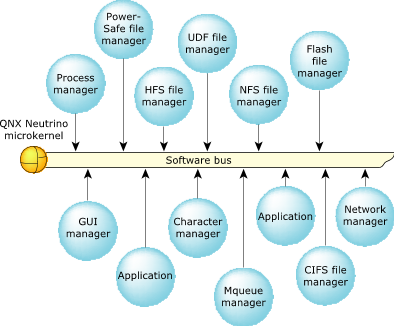 Power-
Safe file
manager
UDF file
manager
Flash
file
manager
Process
manager
HFS file
manager
NFS file
manager
QNX Neutrino
microkernel
Software bus
GUI
manager
Application
Character
manager
Mqueue
manager
Application
CIFS file
manager
Network
manager